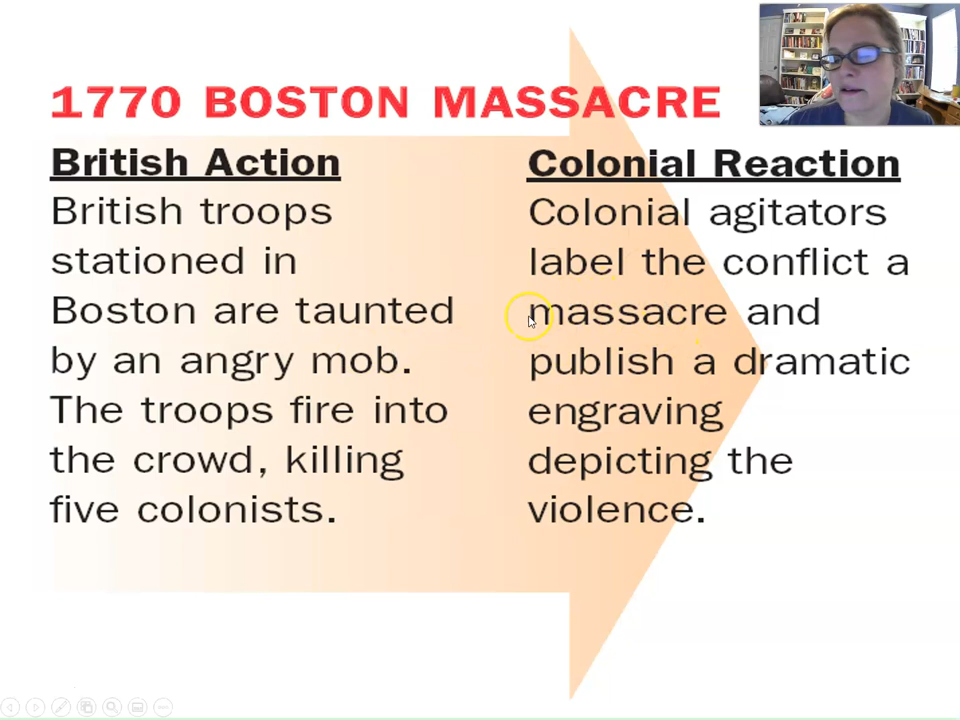 1770 BOSTON MASSACRE
British Action
British troops
stationed in
Boston are taunted
by an angry mob.
The troops fire into
the crowd, killing
five colonists.
Colonial Reaction
Colonial agitators
label the conflict a
massacre and
publish a dramatic
engraving
depicting the
violence.